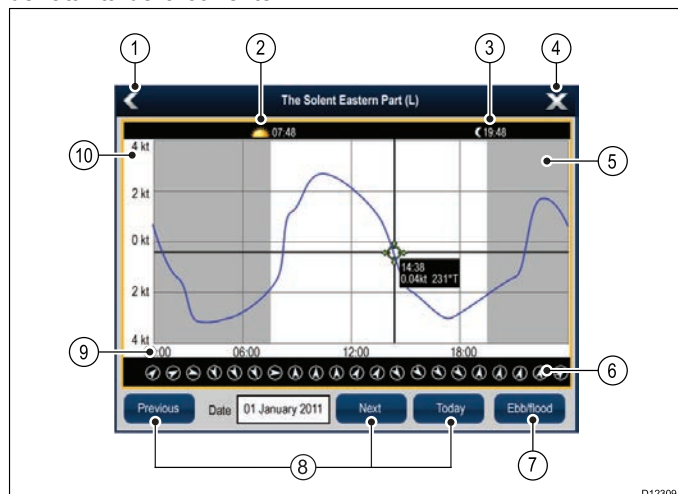 1
2
3
4
The Solent Eastern Part (L)
07:48
19:48
10
4 kt
5
2 kt
0 kt
14:38
0.04kt 231°T
2 kt
4 kt
9
:00
06:00
12:00
18:00
6
Previous
Date
01 January 2011
Next
Today
Ebb/flood
8
7